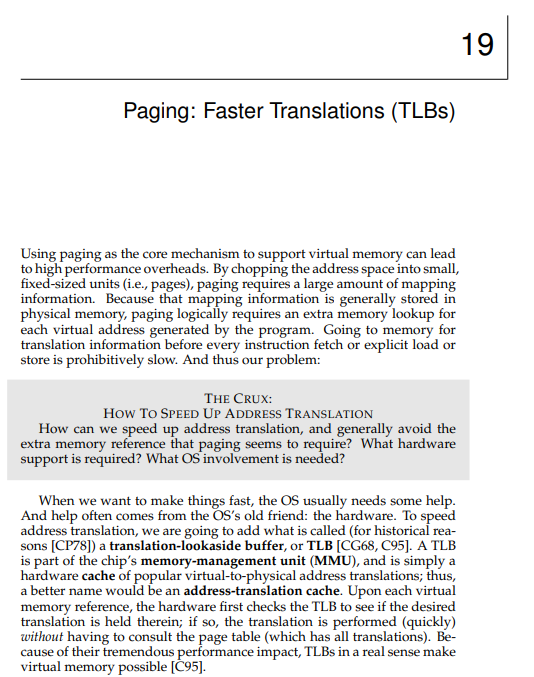 19
Paging: Faster Translations (TLBs)
Using paging as the core mechanism to support virtual memory can lead
to high performance overheads. By chopping the address space into small,
fixed-sized units (i.e., pages), paging requires a large amount of mapping
information. Because that mapping information is generally stored in
physical memory, paging logically requires an extra memory lookup for
each virtual address generated by the program. Going to memory for
translation information before every instruction fetch or explicit load or
store is prohibitively slow. And thus our problem:
THE CRUX:
HOW TO SPEED UP ADDRESS TRANSLATION
How can we speed up address translation, and generally avoid the
extra memory reference that paging seems to require? What hardware
support is required? What OS involvement is needed?
When we want to make things fast, the OS usually needs some help.
And help often comes from the OS's old friend: the hardware. To speed
address translation, we are going to add what is called (for historical rea-
sons [CP78]) a translation-lookaside buffer, or TLB [CG68, C95]. A TLB
is part of the chip's memory-management unit (MMU), and is simply a
hardware cache of popular virtual-to-physical address translations; thus,
a better name would be an address-translation cache. Upon each virtual
memory reference, the hardware first checks the TLB to see if the desired
translation is held therein; if so, the translation is performed (quickly)
without having to consult the page table (which has all translations). Be-
cause of their tremendous performance impact, TLBs in a real sense make
virtual memory possible [C95].